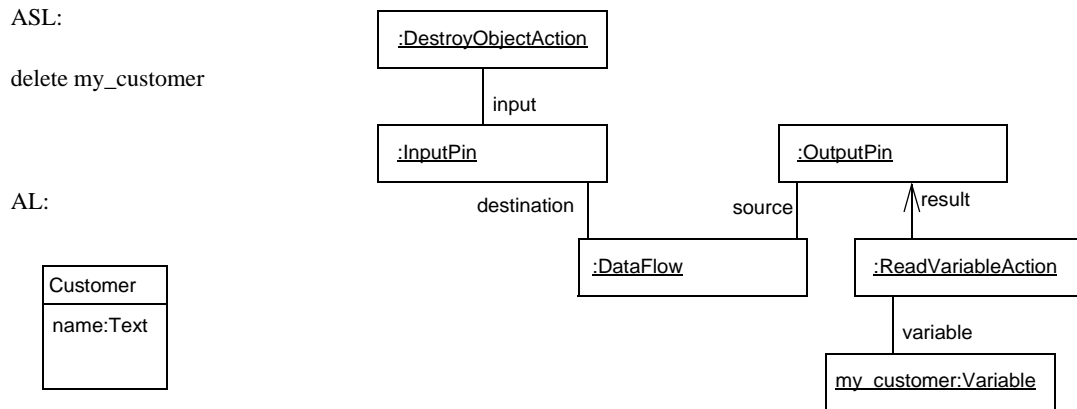 ASL:
delete my_customer
AL:
Customer
name:Text
:DestroyObjectAction
input
:InputPin
:OutputPin
destination
source
result
:DataFlow
:ReadVariableAction
variable
my_customer:Variable